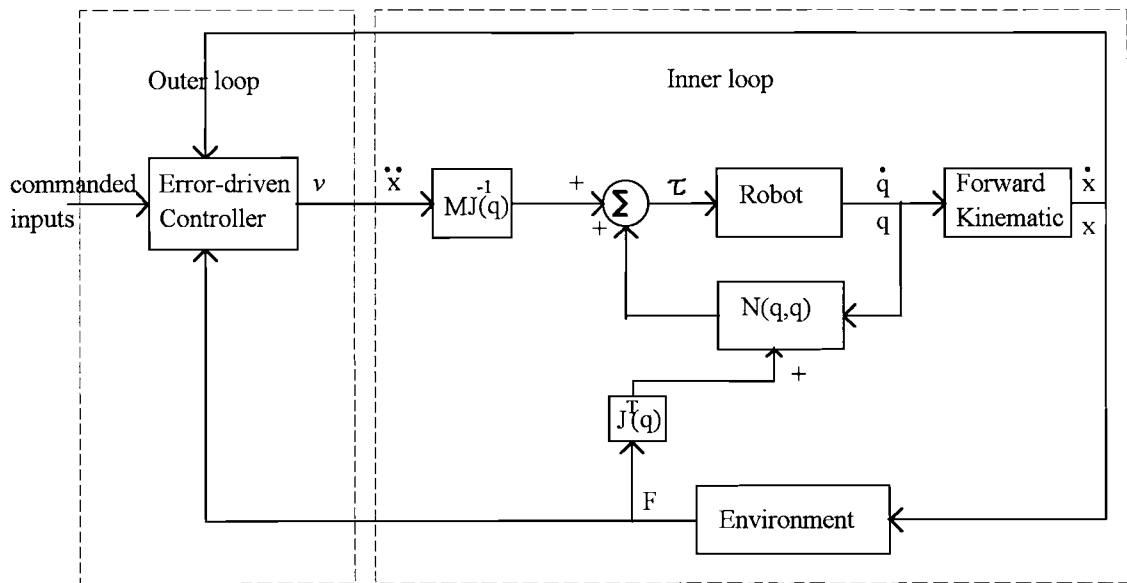 Outer loop
Inner loop
commanded
inputs
Error-driven
Controller
ν
ẍ
MJ(q)⁻¹
+
+
Σ
τ
Robot
q̇
q
Forward
Kinematic
ẋ
x
N(q,q)
+
Jᵀ(q)
F
Environment